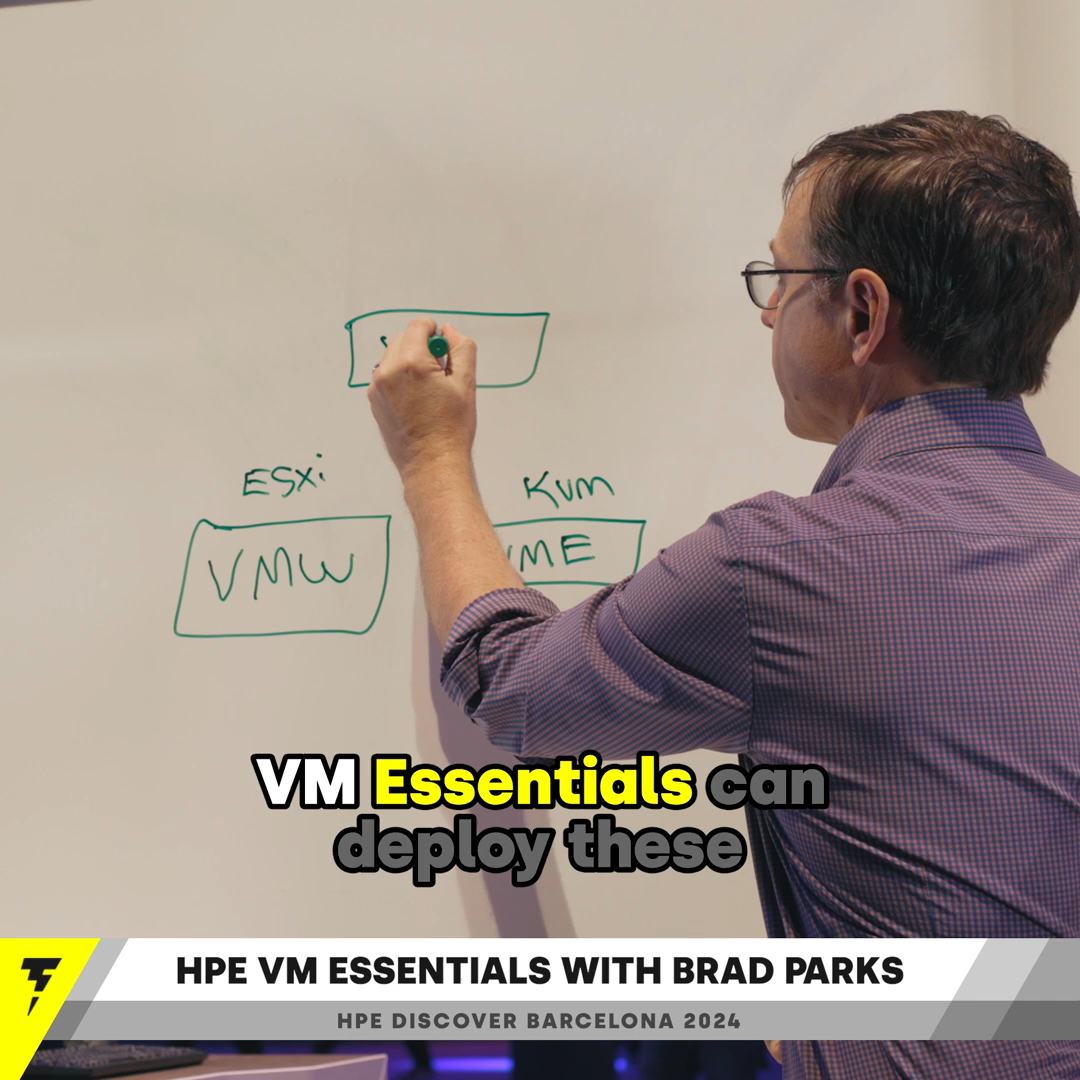 ESXi
KVM
VMW
ME
VM Essentials can
deploy these
HPE VM ESSENTIALS WITH BRAD PARKS
HPE DISCOVER BARCELONA 2024